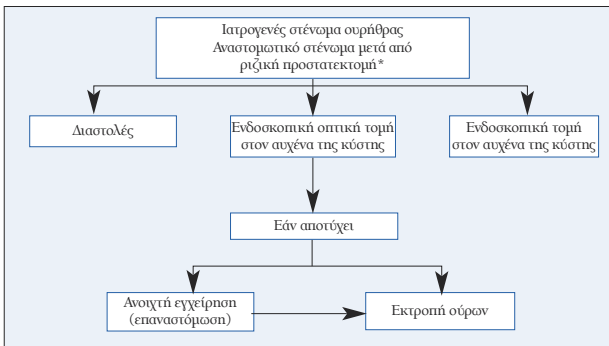 Ιατρογενές στένωμα ουρήθρας
Αναστομωτικό στένωμα μετά από
ριζική προστατεκτομή*
Διαστολές
Ενδοσκοπική οπτική τομή
στον αυχένα της κύστης
Ενδοσκοπική τομή
στον αυχένα της κύστης
Εάν αποτύχει
Ανοιχτή εγχείρηση
(επαναστόμωση)
Εκτροπή ούρων